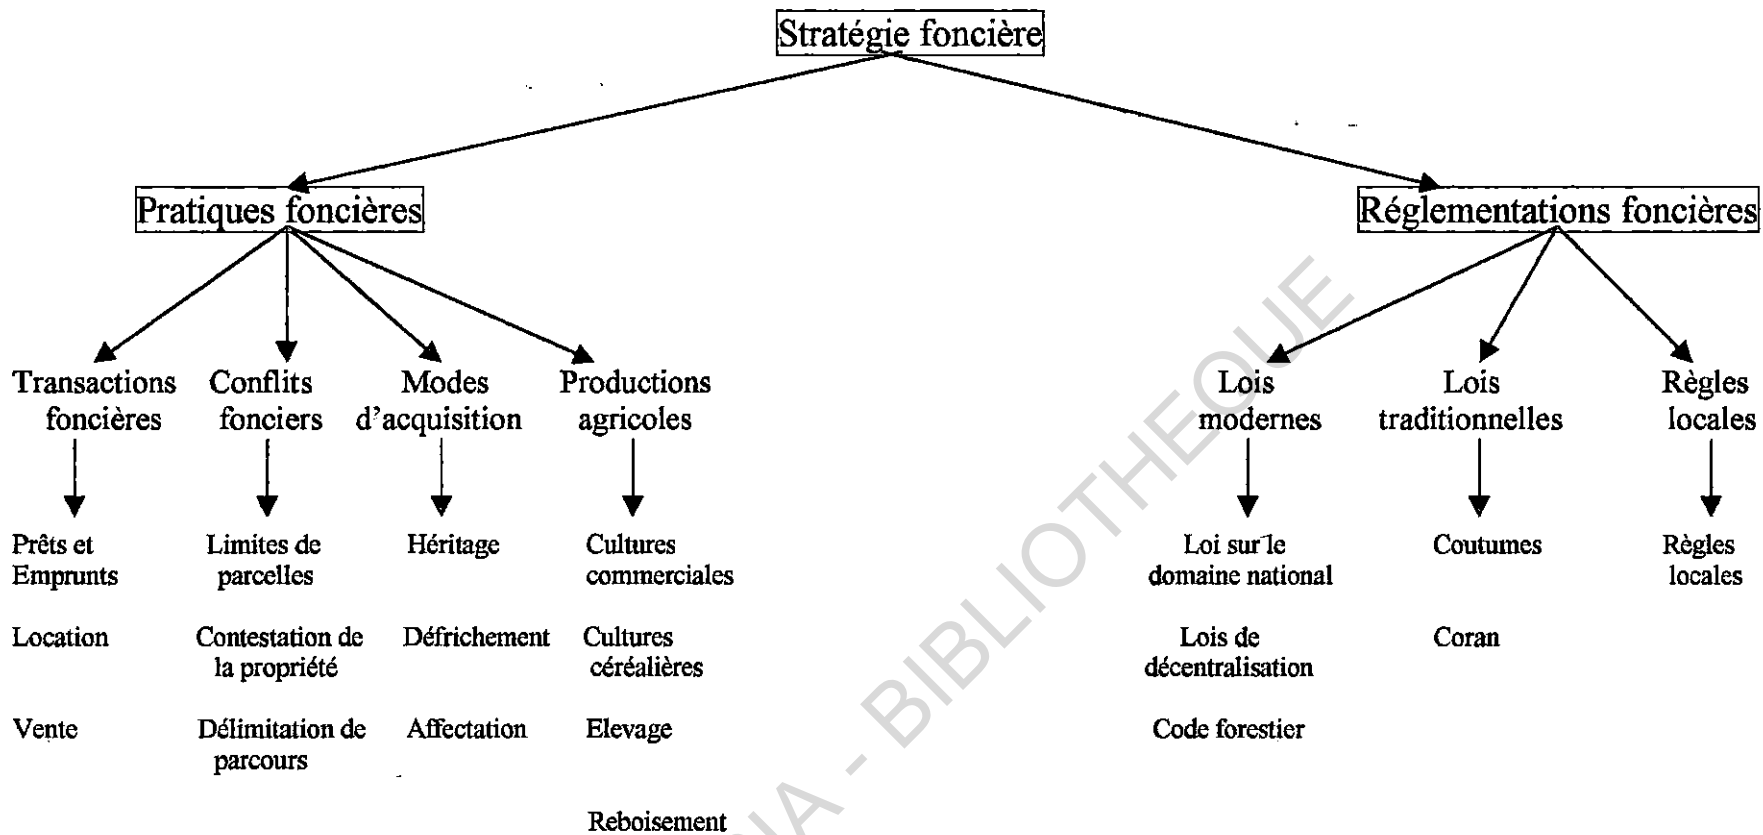 Stratégie foncière
Pratiques foncières
Réglementations foncières
Transactions
foncières
Conflits
fonciers
Modes
d'acquisition
Productions
agricoles
Lois
modernes
Lois
traditionnelles
Règles
locales
Prêts et
Emprunts
Location
Vente
Limites de
parcelles
Contestation de
la propriété
Délimitation de
parcours
Héritage
Défrichement
Affectation
Cultures
commerciales
Cultures
céréalières
Elevage
Reboisement
Loi sur le
domaine national
Lois de
décentralisation
Code forestier
Coutumes
Coran
Règles
locales
- BIBLIOTHEQUE